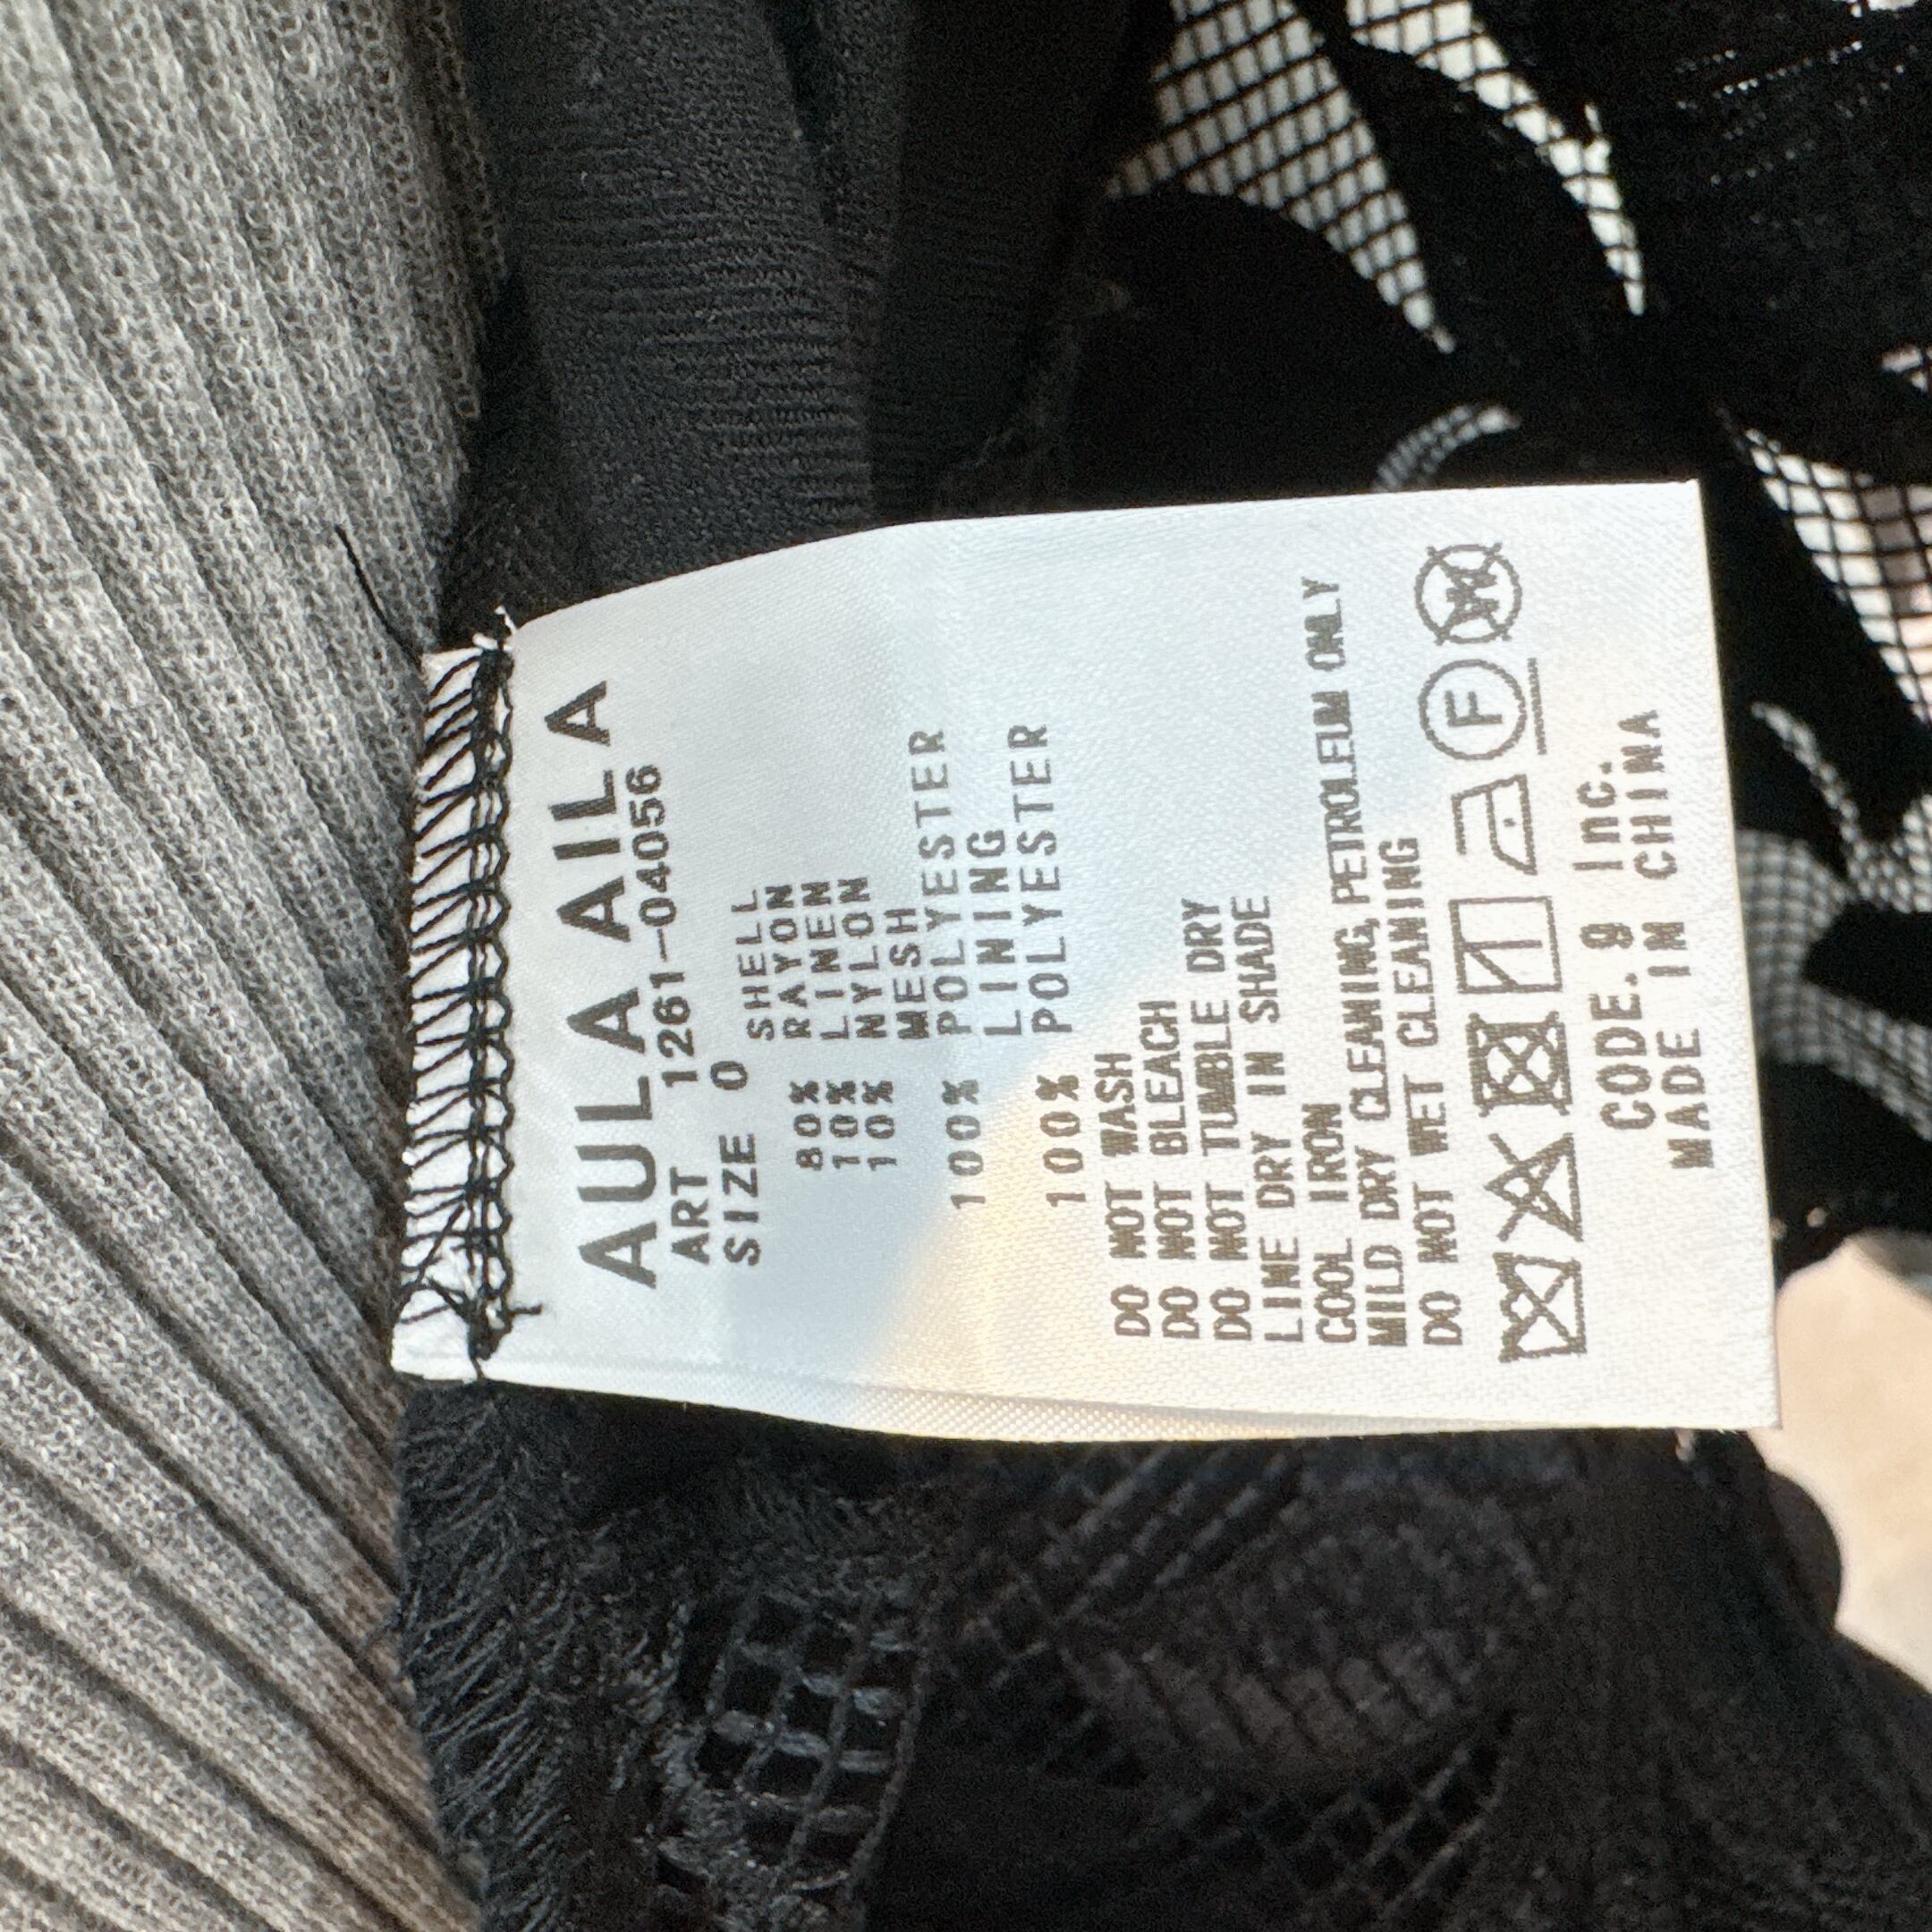 AULA AILA
ART 1261-04056
SIZE 0
SHELL
80% RAYON
10% LINEN
10% NYLON
MESH
100% POLYESTER
LINING
100% POLYESTER
DO NOT WASH
DO NOT BLEACH
DO NOT TUMBLE DRY
LINE DRY IN SHADE
COOL IRON
MILD DRY CLEANING, PETROLEUM ONLY
DO NOT WET CLEANING
F W
CODE. 9 Inc.
MADE IN CHINA